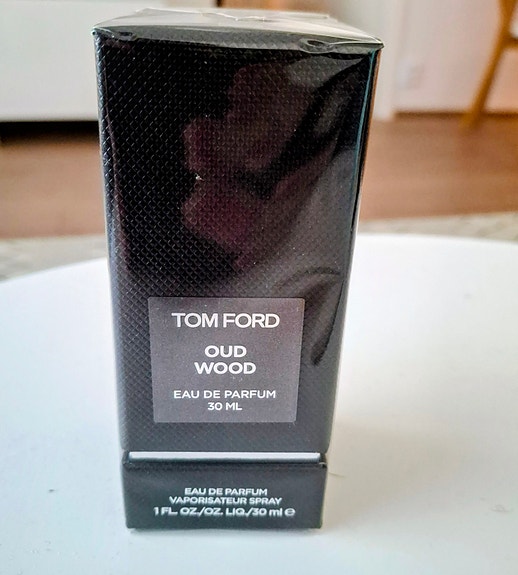 TOM FORD
OUD
WOOD
EAU DE PARFUM
30 ML
EAU DE PARFUM
VAPORISATEUR SPRAY
1 FL. OZ./OZ. LIQ./30 ml e